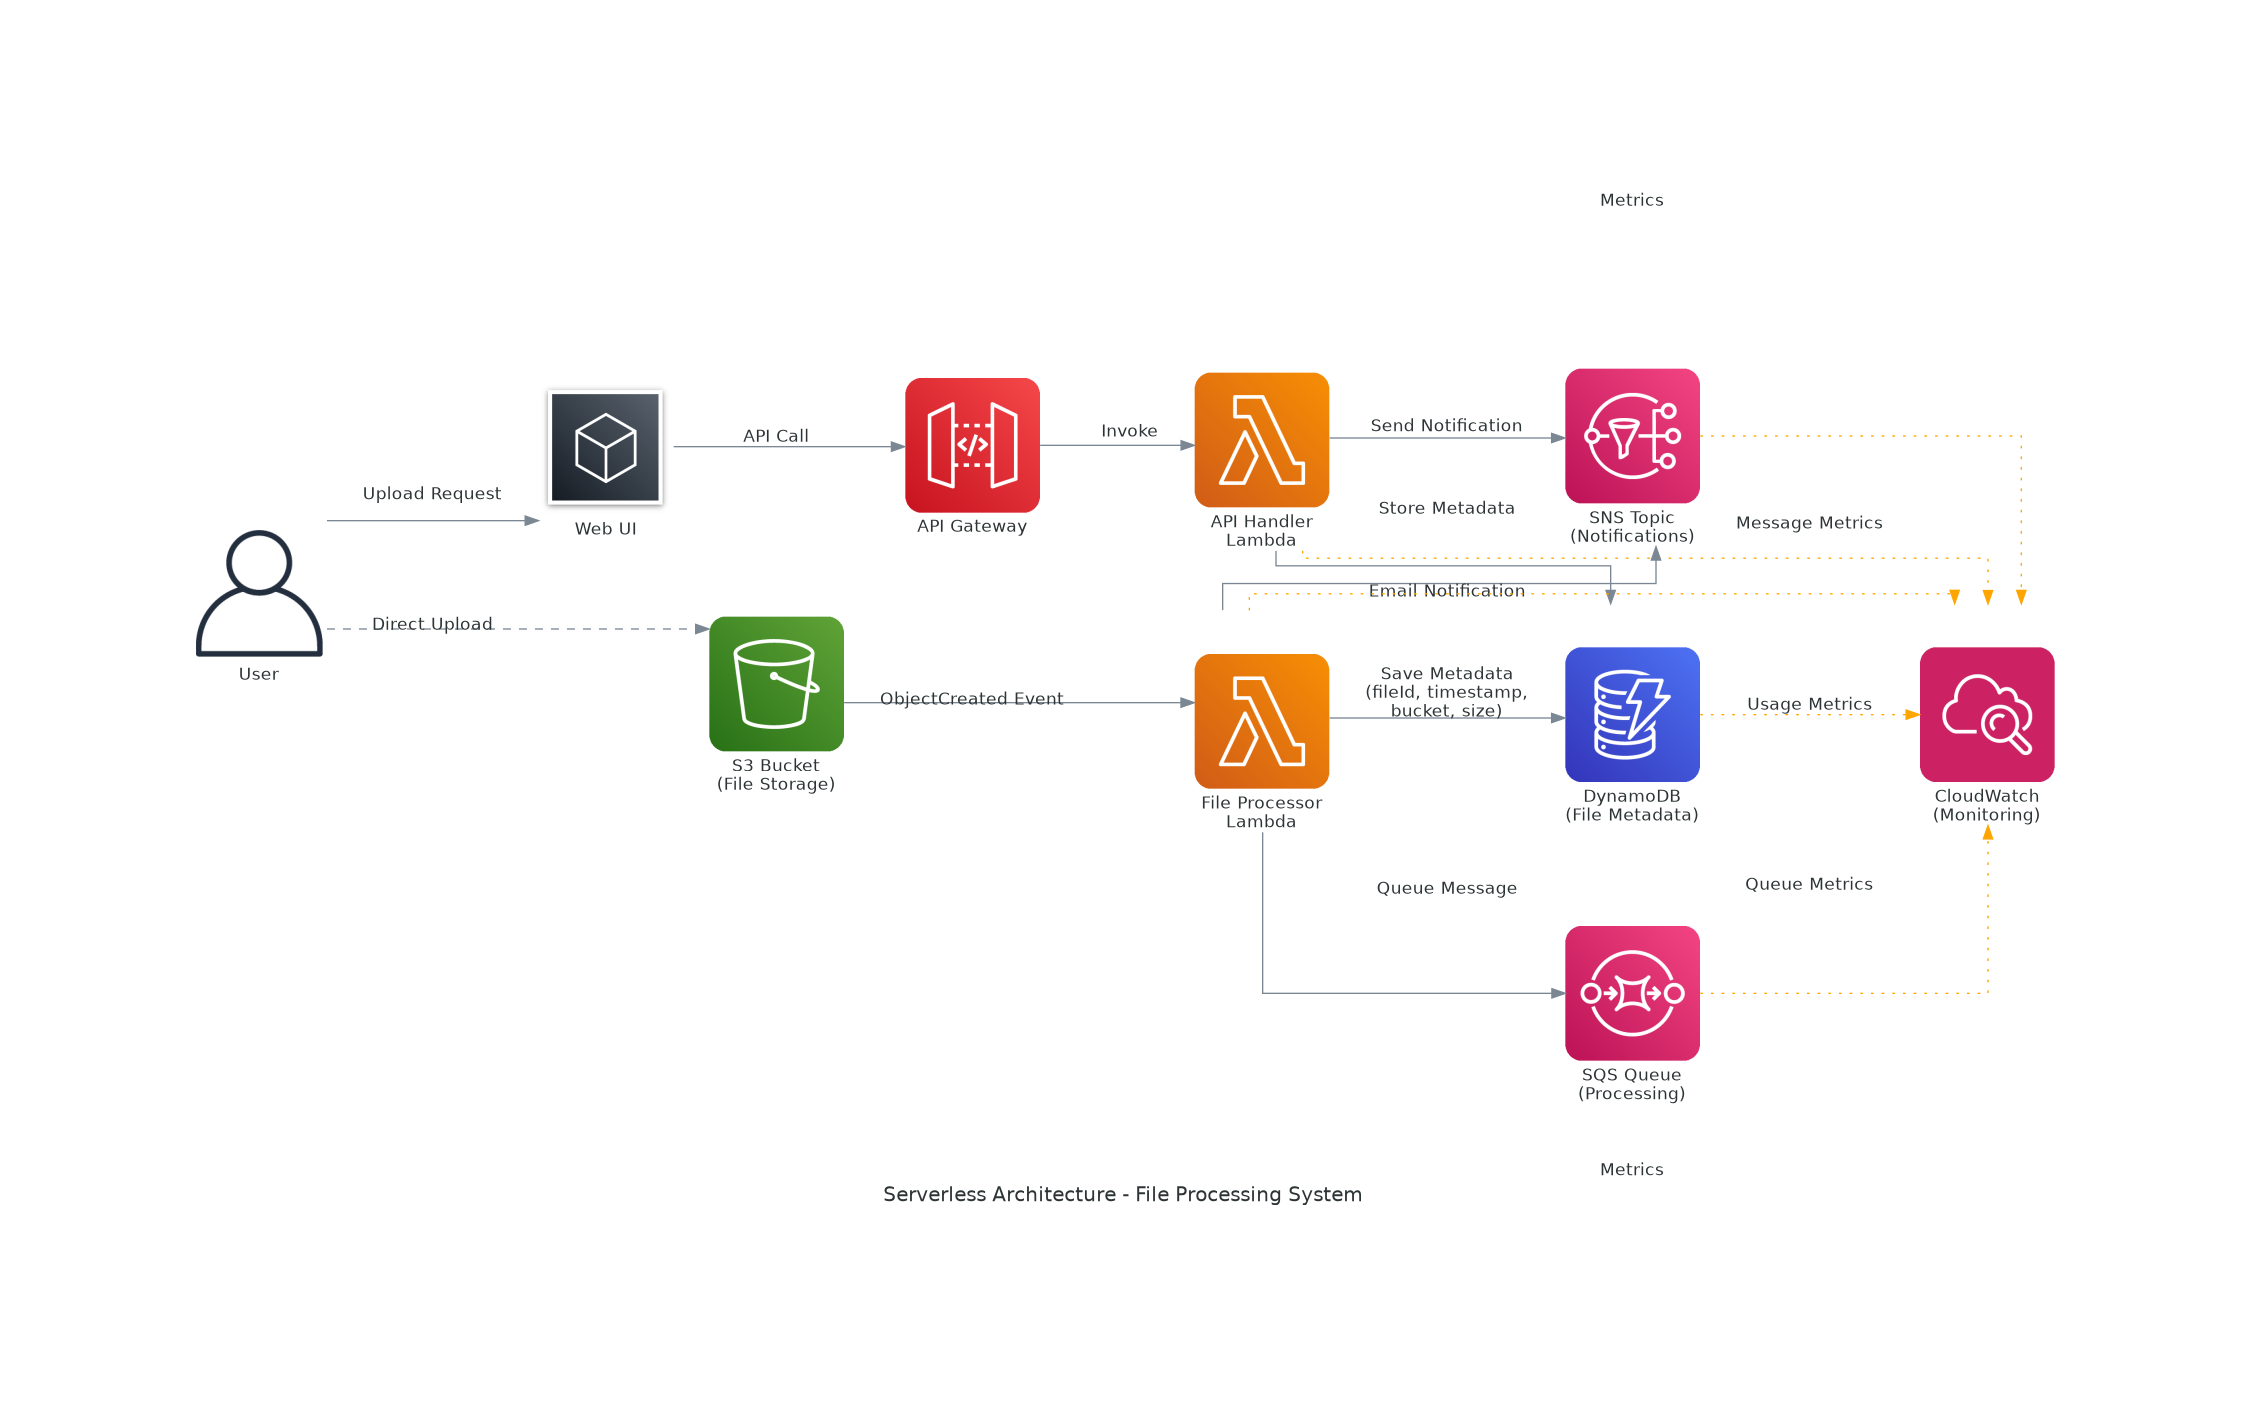 Metrics
API Call
Invoke
Send Notification
Upload Request
Web UI
API Gateway
API Handler
Lambda
Store Metadata
SNS Topic
(Notifications)
Message Metrics
Email Notification
Direct Upload
User
S3 Bucket
(File Storage)
ObjectCreated Event
File Processor
Lambda
Save Metadata
(fileId, timestamp,
bucket, size)
DynamoDB
(File Metadata)
Usage Metrics
CloudWatch
(Monitoring)
Queue Message
Queue Metrics
SQS Queue
(Processing)
Metrics
Serverless Architecture - File Processing System